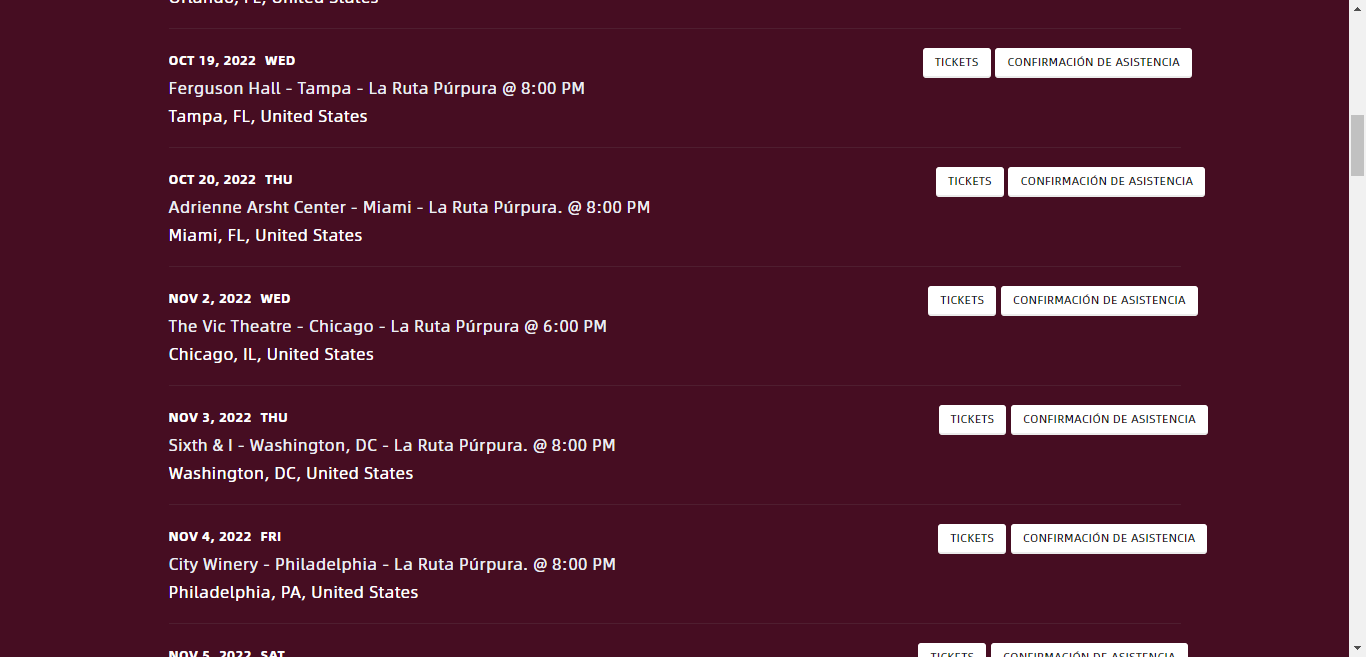 Orlando, FL, United States
OCT 19, 2022 WED
TICKETS CONFIRMACIÓN DE ASISTENCIA
Ferguson Hall - Tampa - La Ruta Púrpura @ 8:00 PM
Tampa, FL, United States
OCT 20, 2022 THU
TICKETS CONFIRMACIÓN DE ASISTENCIA
Adrienne Arsht Center - Miami - La Ruta Púrpura. @ 8:00 PM
Miami, FL, United States
NOV 2, 2022 WED
TICKETS CONFIRMACIÓN DE ASISTENCIA
The Vic Theatre - Chicago - La Ruta Púrpura @ 6:00 PM
Chicago, IL, United States
NOV 3, 2022 THU
TICKETS CONFIRMACIÓN DE ASISTENCIA
Sixth & I - Washington, DC - La Ruta Púrpura. @ 8:00 PM
Washington, DC, United States
NOV 4, 2022 FRI
TICKETS CONFIRMACIÓN DE ASISTENCIA
City Winery - Philadelphia - La Ruta Púrpura. @ 8:00 PM
Philadelphia, PA, United States
NOV 5, 2022 SAT
TICKETS CONFIRMACIÓN DE ASISTENCIA